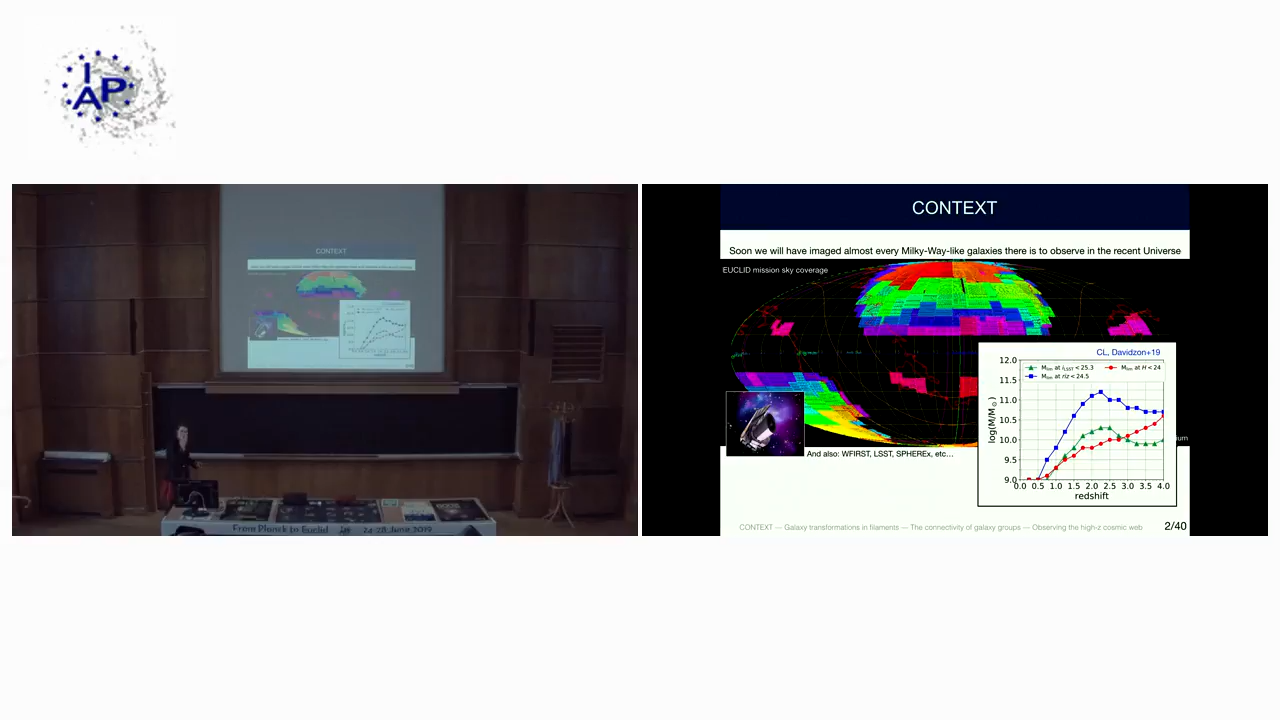 I
AP
CONTEXT
From Planck to Euclid 24-28 June 2019
CONTEXT
Soon we will have imaged almost every Milky-Way-like galaxies there is to observe in the recent Universe
EUCLID mission sky coverage
CL, Davidzon+19
M_lim at i_LSST < 25.3
M_lim at H < 24
M_lim at riz < 24.5
log(M/M☉)
12.0
11.5
11.0
10.5
10.0
9.5
9.0
0.0 0.5 1.0 1.5 2.0 2.5 3.0 3.5 4.0
redshift
And also: WFIRST, LSST, SPHEREx, etc...
CONTEXT — Galaxy transformations in filaments — The connectivity of galaxy groups — Observing the high-z cosmic web
2/40